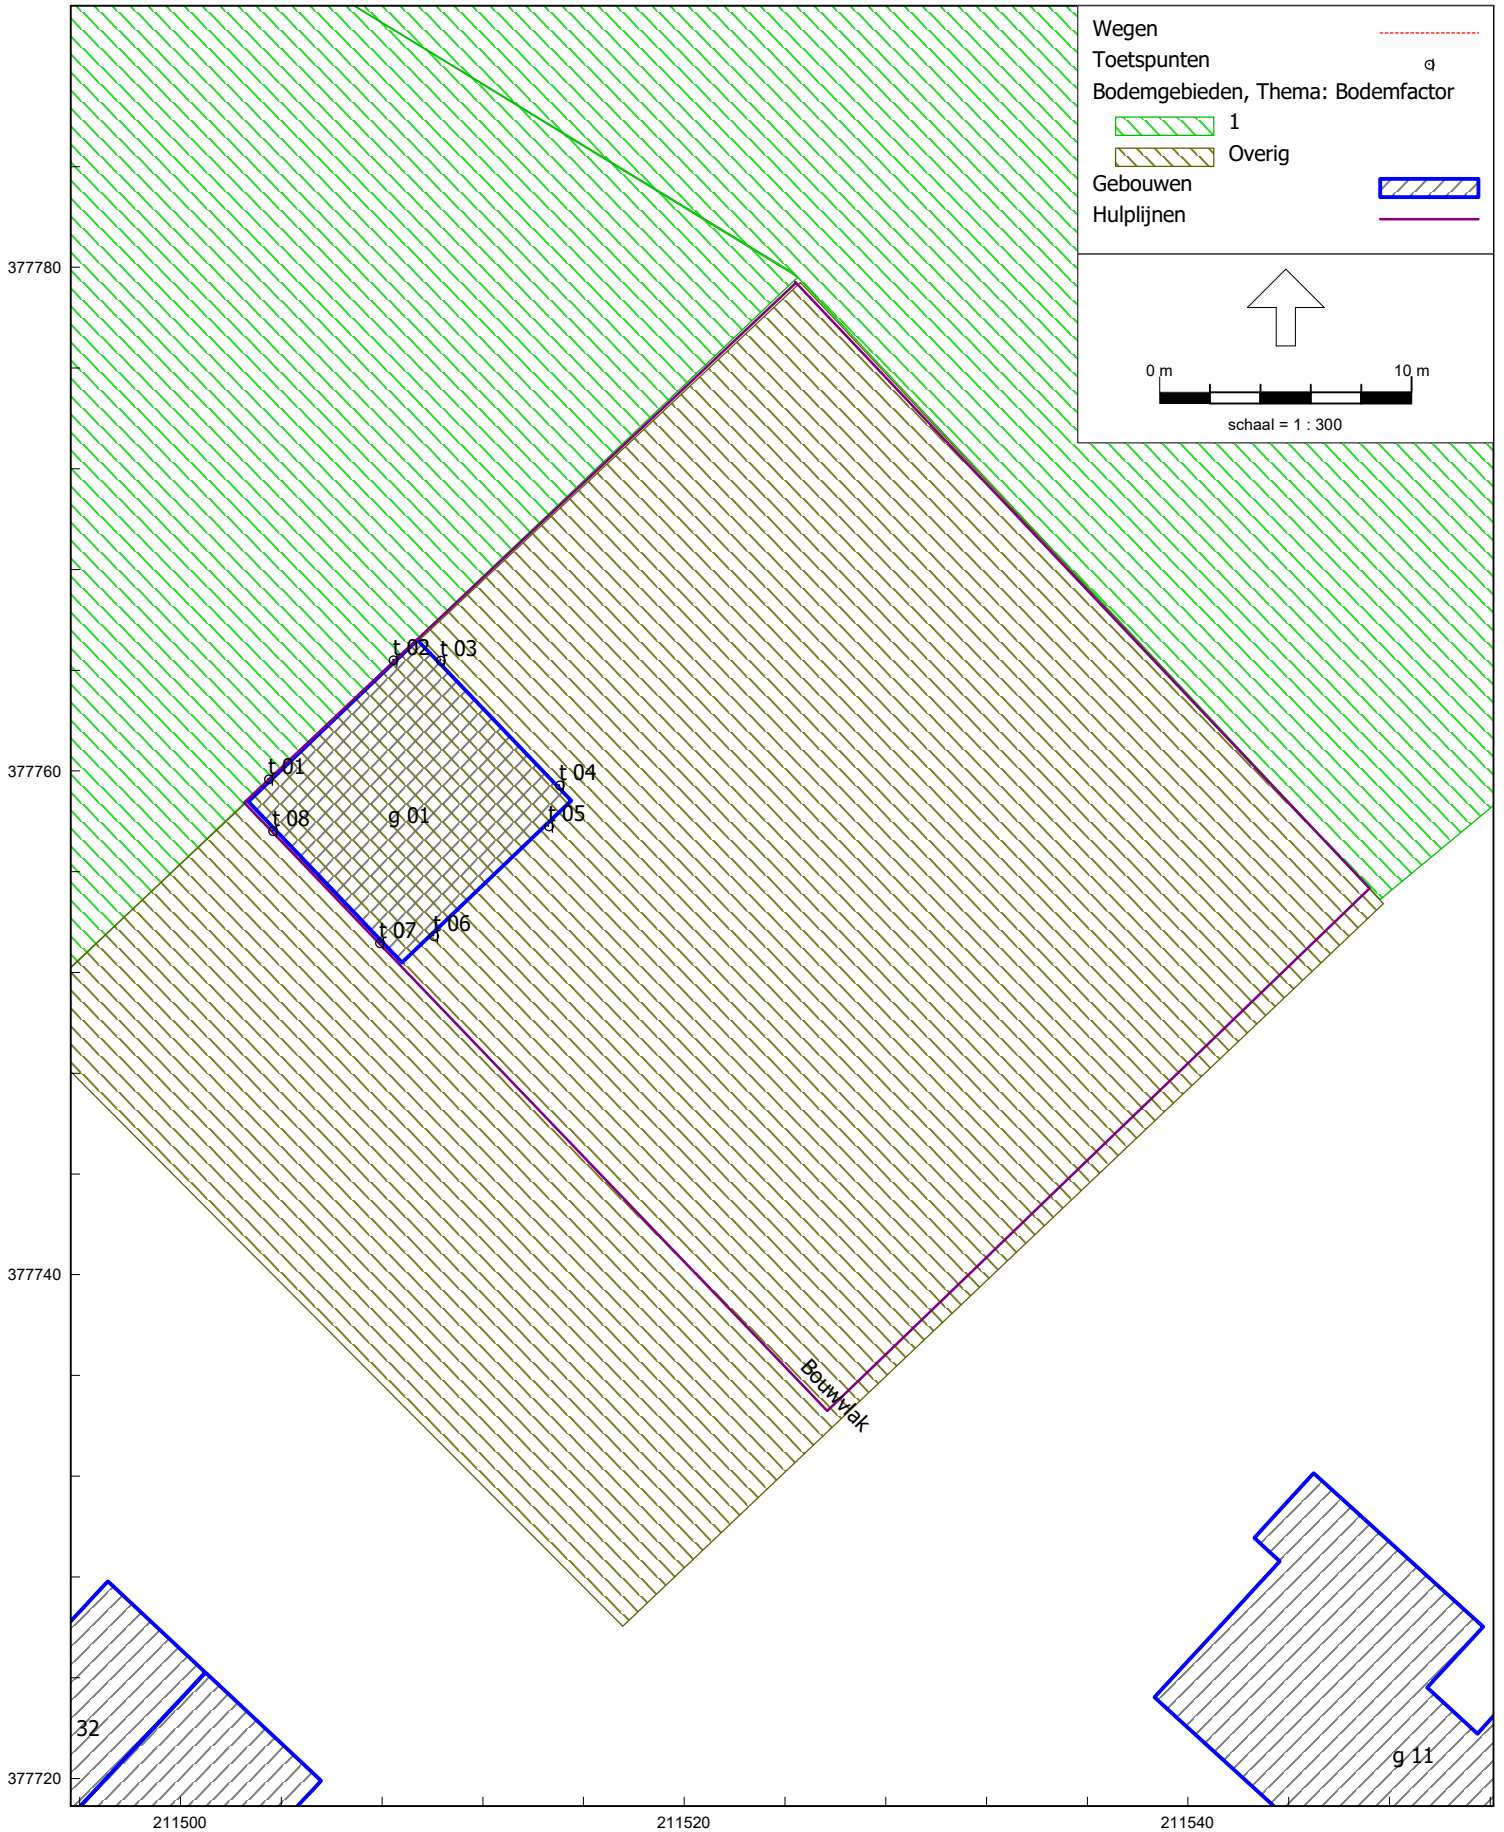 Wegen
Toetspunten
Bodemgebieden, Thema: Bodemfactor
1
Overig
Gebouwen
Hulplijnen
0 m 10 m
schaal = 1 : 300
377780
t 02 t 03
377760
t 01 t 04
t 08 g 01 t 05
t 07 t 06
377740
Bouwvlak
32
g 11
377720
211500 211520 211540